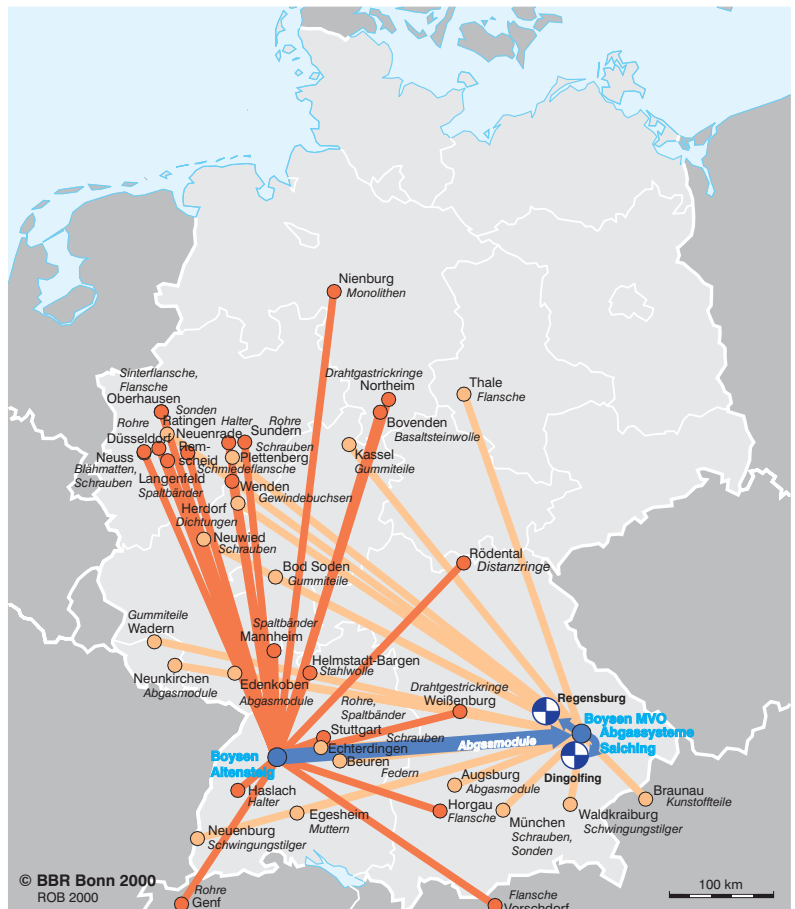 Nienburg
Monolithen
Sinterflansche,
Flansche
Oberhausen
Drahtgastrickringe
Northeim
Thale
Flansche
Sonden
Rohre
Ratingen
Halter
Rohre
Düsseldorf
Neuenrade
Sundern
Bovenden
Basaltsteinwolle
Rem-
scheid
Schrauben
Neuss
Plettenberg
Kassel
Gummiteile
Blähmatten,
Schrauben
Langenfeld
Schmiedeflansche
Spaltbänder
Wenden
Gewindebuchsen
Herdorf
Dichtungen
Neuwied
Schrauben
Rödental
Distanzringe
Bod Soden
Gummiteile
Gummiteile
Wadern
Spaltbänder
Mannheim
Neunkirchen
Abgasmodule
Edenkoben
Abgasmodule
Helmstadt-Bargen
Stahlwolle
Rohre,
Spaltbänder
Drahtgastrickringe
Weißenburg
Regensburg
Boysen MVO
Abgassysteme
Salching
Stuttgart
Schrauben
Echterdingen
Abgasmodule
Boysen
Altensteig
Beuren
Federn
Dingolfing
Augsburg
Abgasmodule
Haslach
Halter
Horgau
Flansche
Braunau
Kunstoffteile
Egesheim
Muttern
München
Schrauben,
Sonden
Waldkraiburg
Schwingungstilger
Neuenburg
Schwingungstilger
© BBR Bonn 2000
ROB 2000
Rohre
Genf
Flansche
100 km